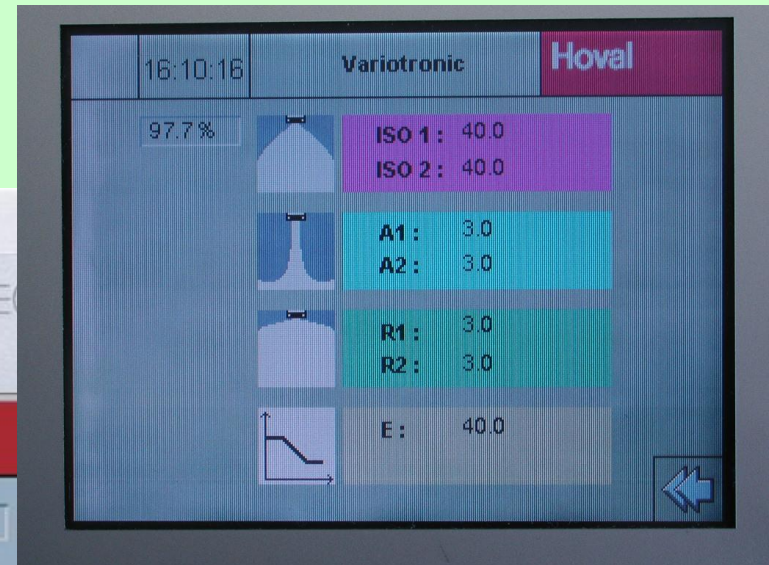 16:10:16
Variotronic
Hoval
97.7%
ISO 1 : 40.0
ISO 2 : 40.0
A1 : 3.0
A2 : 3.0
R1 : 3.0
R2 : 3.0
E : 40.0